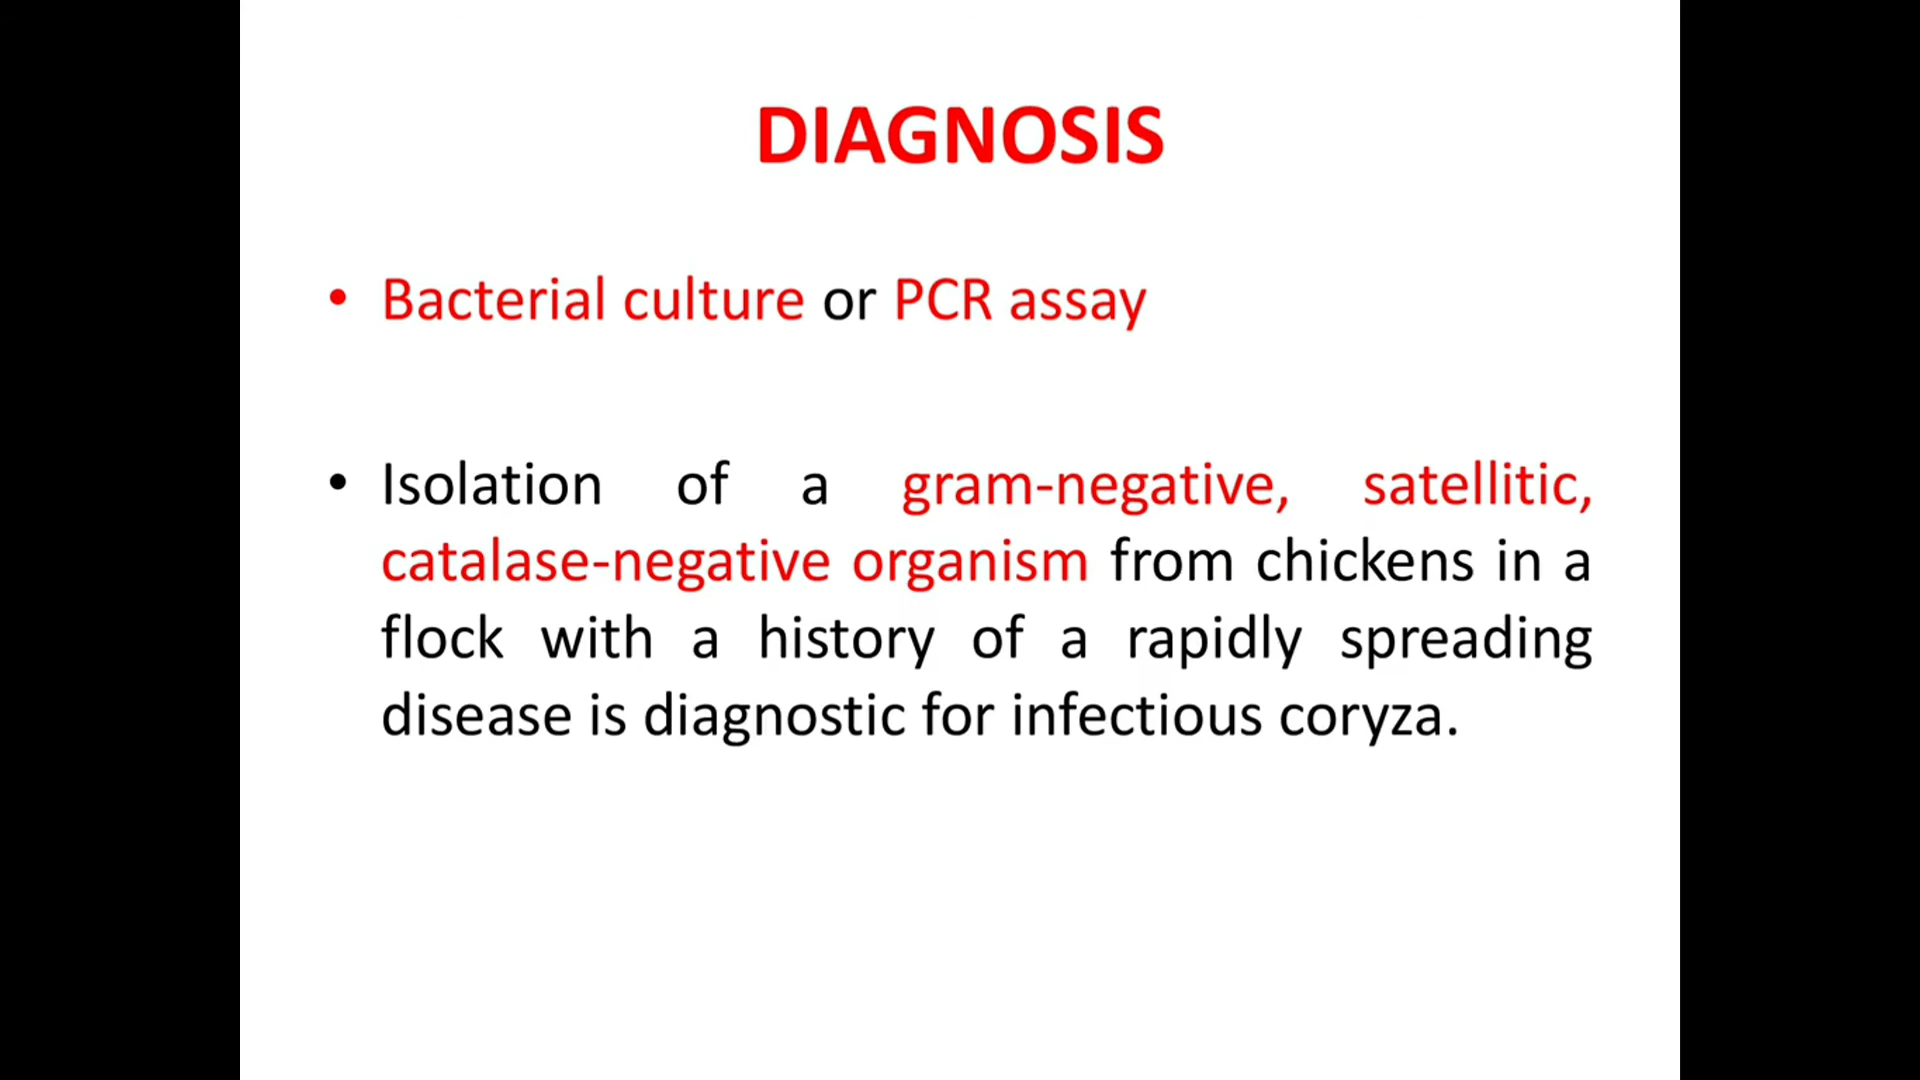 DIAGNOSIS
• Bacterial culture or PCR assay
• Isolation of a gram-negative, satellitic,
catalase-negative organism from chickens in a
flock with a history of a rapidly spreading
disease is diagnostic for infectious coryza.